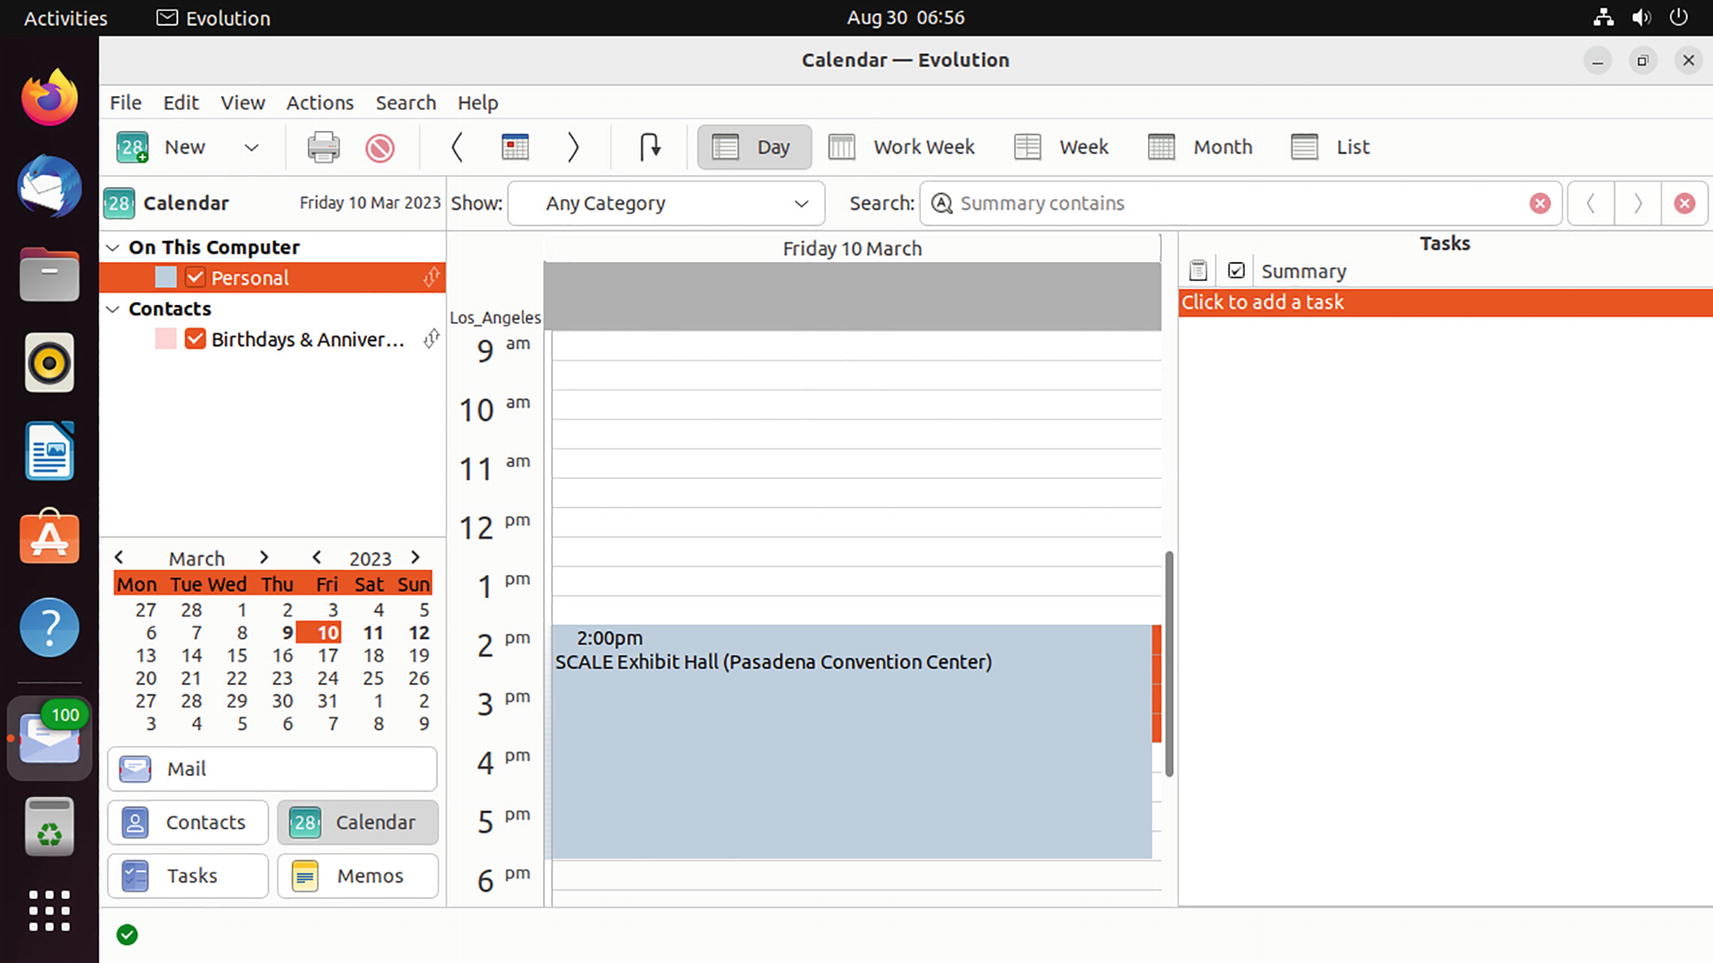 Activities Evolution Aug 30 06:56
Calendar — Evolution
File Edit View Actions Search Help
28 New Day Work Week Week Month List
28 Calendar Friday 10 Mar 2023 Show: Any Category Search: Summary contains
On This Computer
Personal
Contacts
Birthdays & Anniver...
March 2023
Mon Tue Wed Thu Fri Sat Sun
27 28 1 2 3 4 5
6 7 8 9 10 11 12
13 14 15 16 17 18 19
20 21 22 23 24 25 26
27 28 29 30 31 1 2
3 4 5 6 7 8 9
Mail
Contacts 28 Calendar
Tasks Memos
100
Friday 10 March
Los_Angeles
9 am
10 am
11 am
12 pm
1 pm
2 pm
3 pm
4 pm
5 pm
6 pm
2:00pm
SCALE Exhibit Hall (Pasadena Convention Center)
Tasks
Summary
Click to add a task